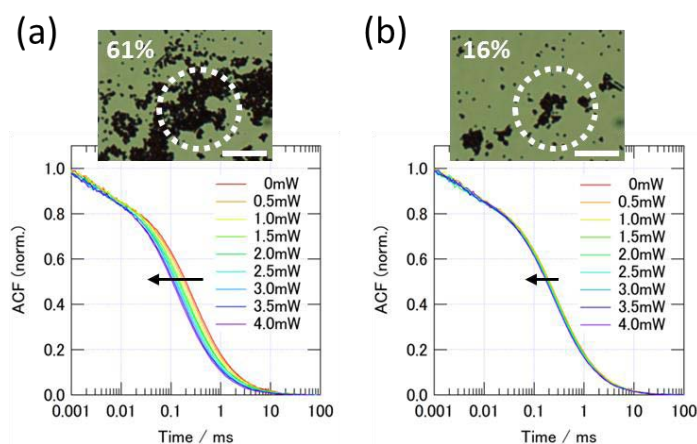 (a)
61%
ACF (norm.)
1.0
0.8
0.6
0.4
0.2
0.0
0mW
0.5mW
1.0mW
1.5mW
2.0mW
2.5mW
3.0mW
3.5mW
4.0mW
0.001
0.01
0.1
1
10
100
Time / ms
(b)
16%
ACF (norm.)
1.0
0.8
0.6
0.4
0.2
0.0
0mW
0.5mW
1.0mW
1.5mW
2.0mW
2.5mW
3.0mW
3.5mW
4.0mW
0.001
0.01
0.1
1
10
100
Time / ms